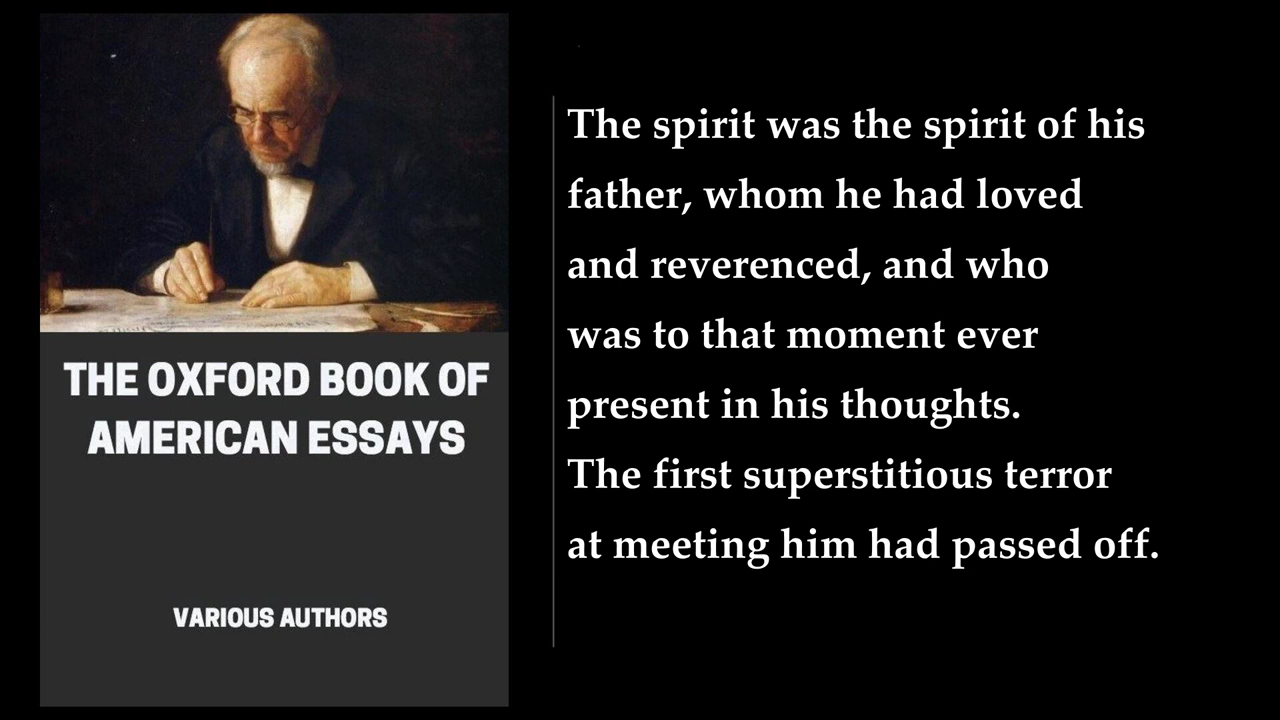 THE OXFORD BOOK OF
AMERICAN ESSAYS
VARIOUS AUTHORS
The spirit was the spirit of his
father, whom he had loved
and reverenced, and who
was to that moment ever
present in his thoughts.
The first superstitious terror
at meeting him had passed off.